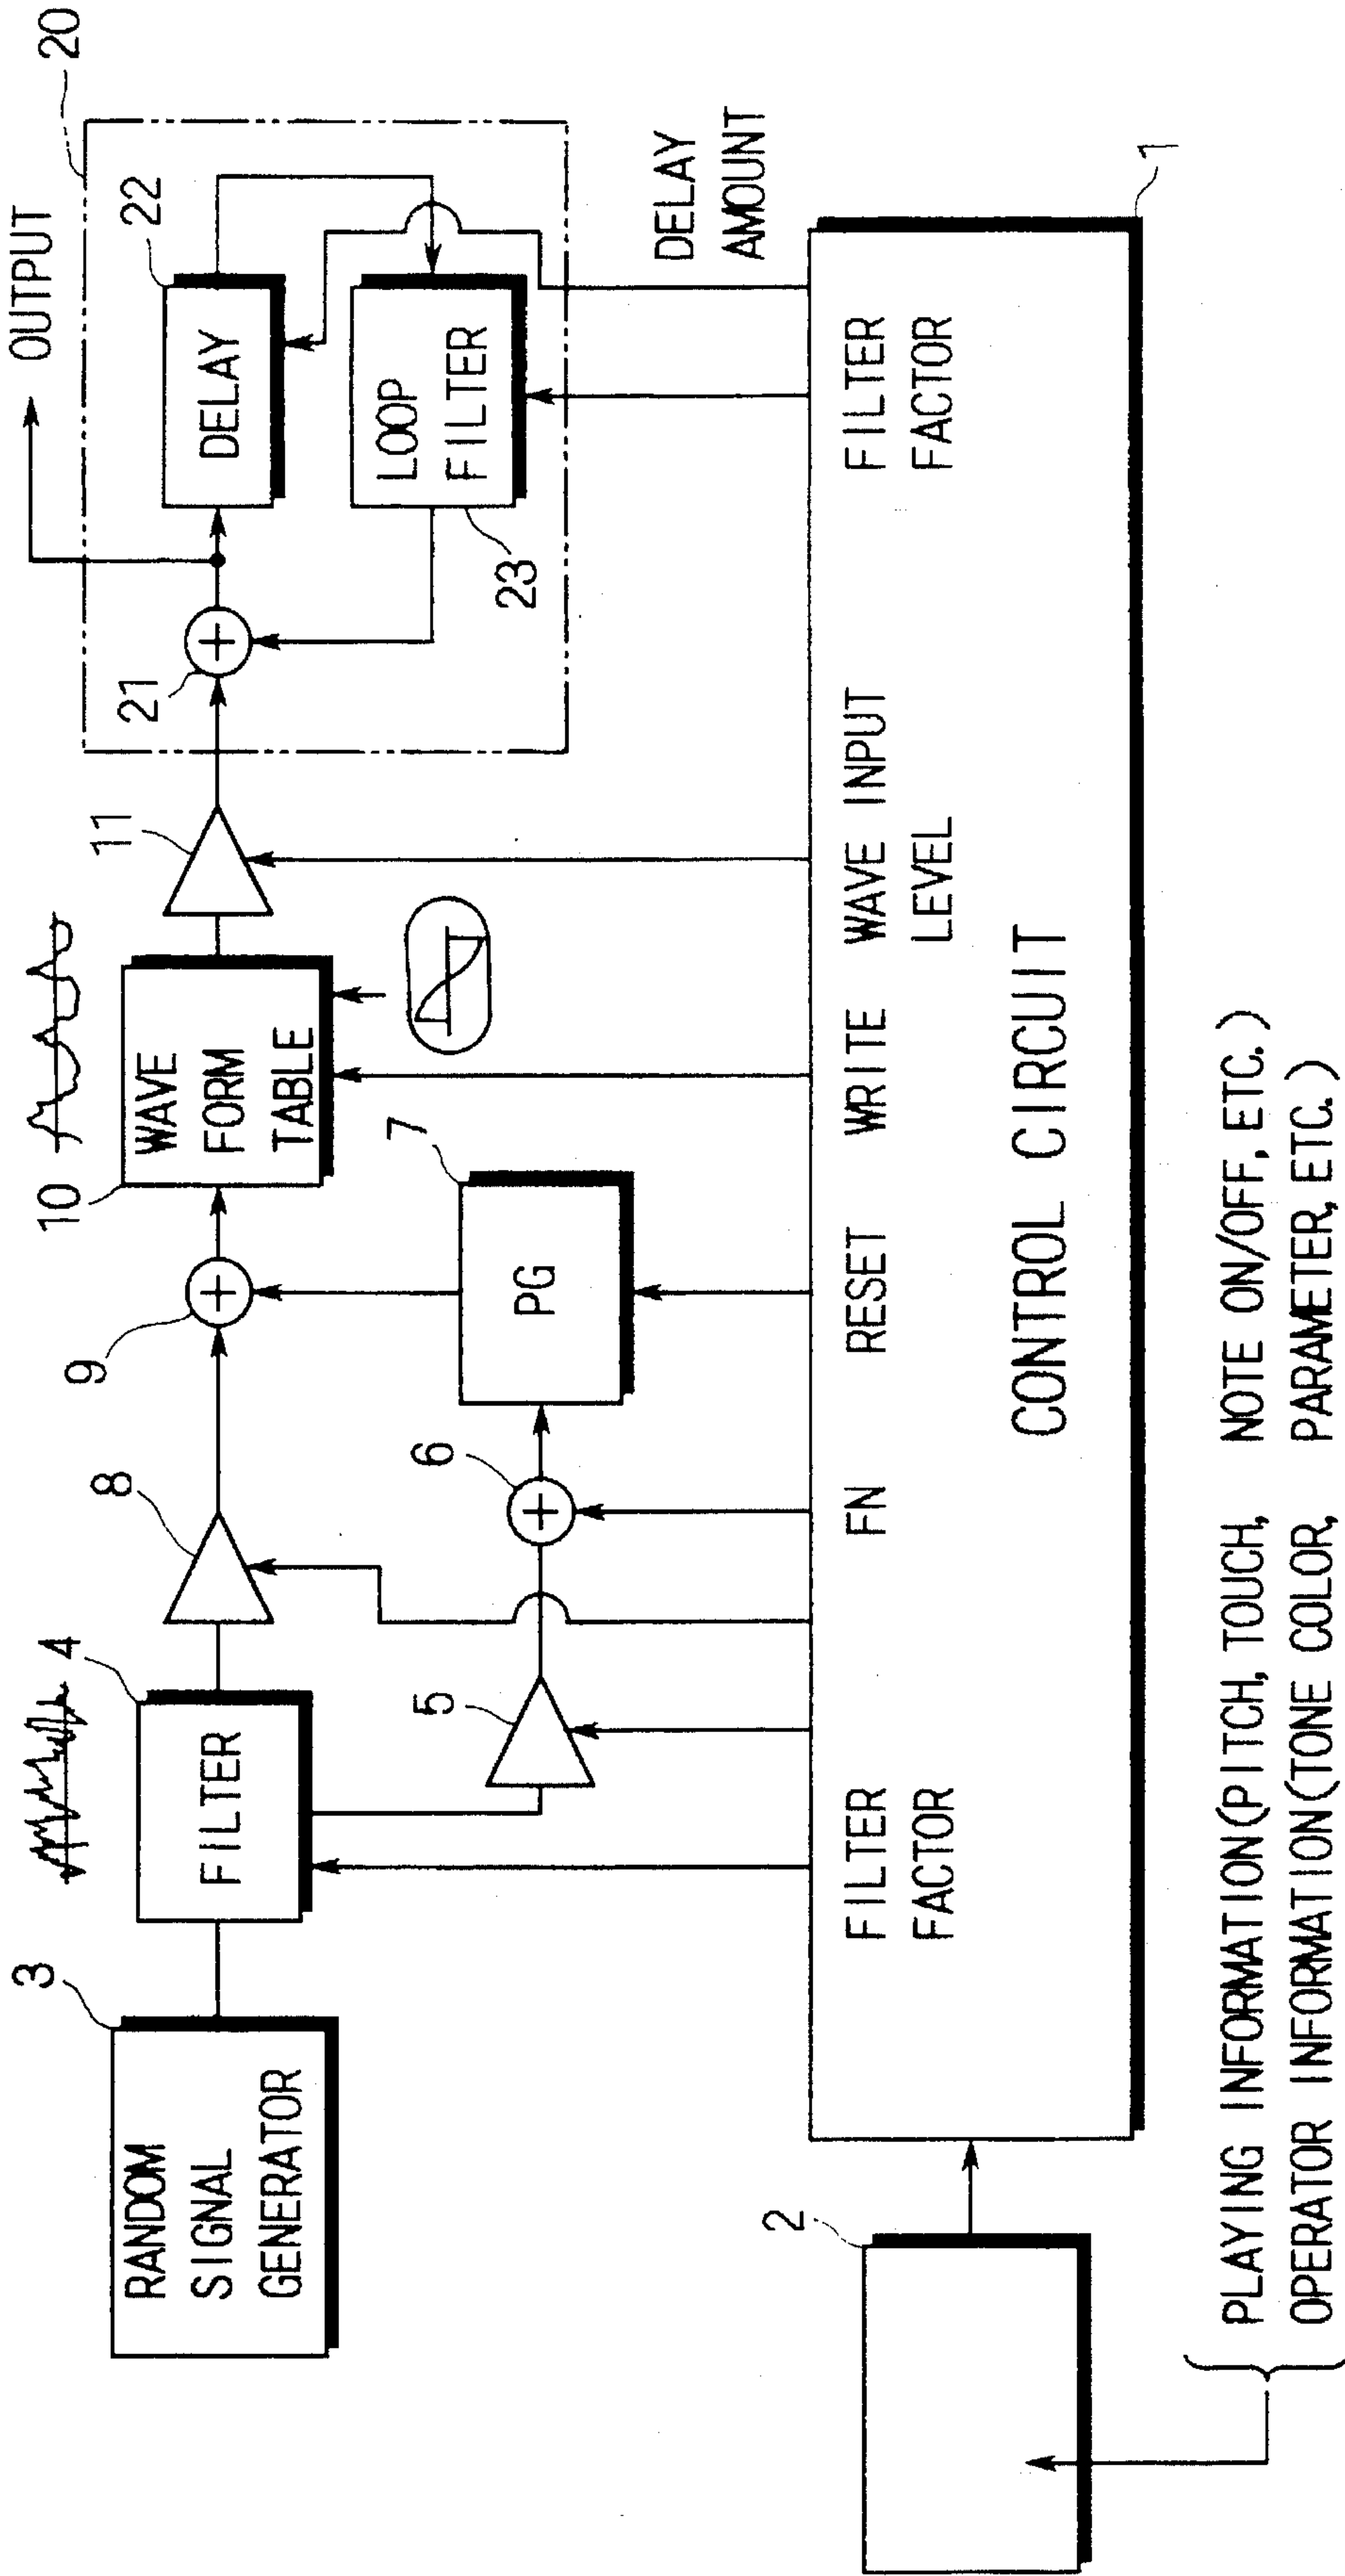 OUTPUT
20
22
DELAY
21
LOOP
FILTER
23
11
WAVE
FORM
TABLE
10
7
PG
9
8
6
4
FILTER
5
3
RANDOM
SIGNAL
GENERATOR
DELAY
AMOUNT
1
FILTER
FACTOR
FN
RESET
WRITE
WAVE INPUT
LEVEL
FILTER
FACTOR
CONTROL CIRCUIT
2
PLAYING INFORMATION(PITCH, TOUCH, NOTE ON/OFF, ETC.)
OPERATOR INFORMATION(TONE COLOR, PARAMETER, ETC.)